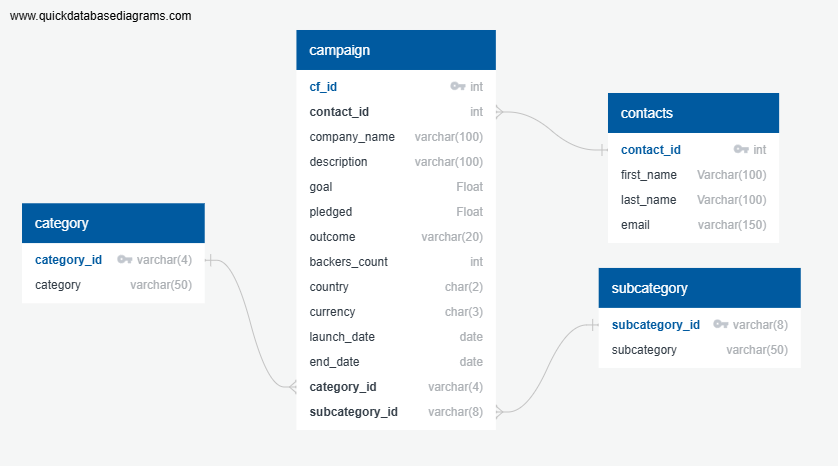 www.quickdatabasediagrams.com
campaign
cf_id int
contact_id int
company_name varchar(100)
description varchar(100)
goal Float
pledged Float
outcome varchar(20)
backers_count int
country char(2)
currency char(3)
launch_date date
end_date date
category_id varchar(4)
subcategory_id varchar(8)
contacts
contact_id int
first_name Varchar(100)
last_name Varchar(100)
email varchar(150)
category
category_id varchar(4)
category varchar(50)
subcategory
subcategory_id varchar(8)
subcategory varchar(50)